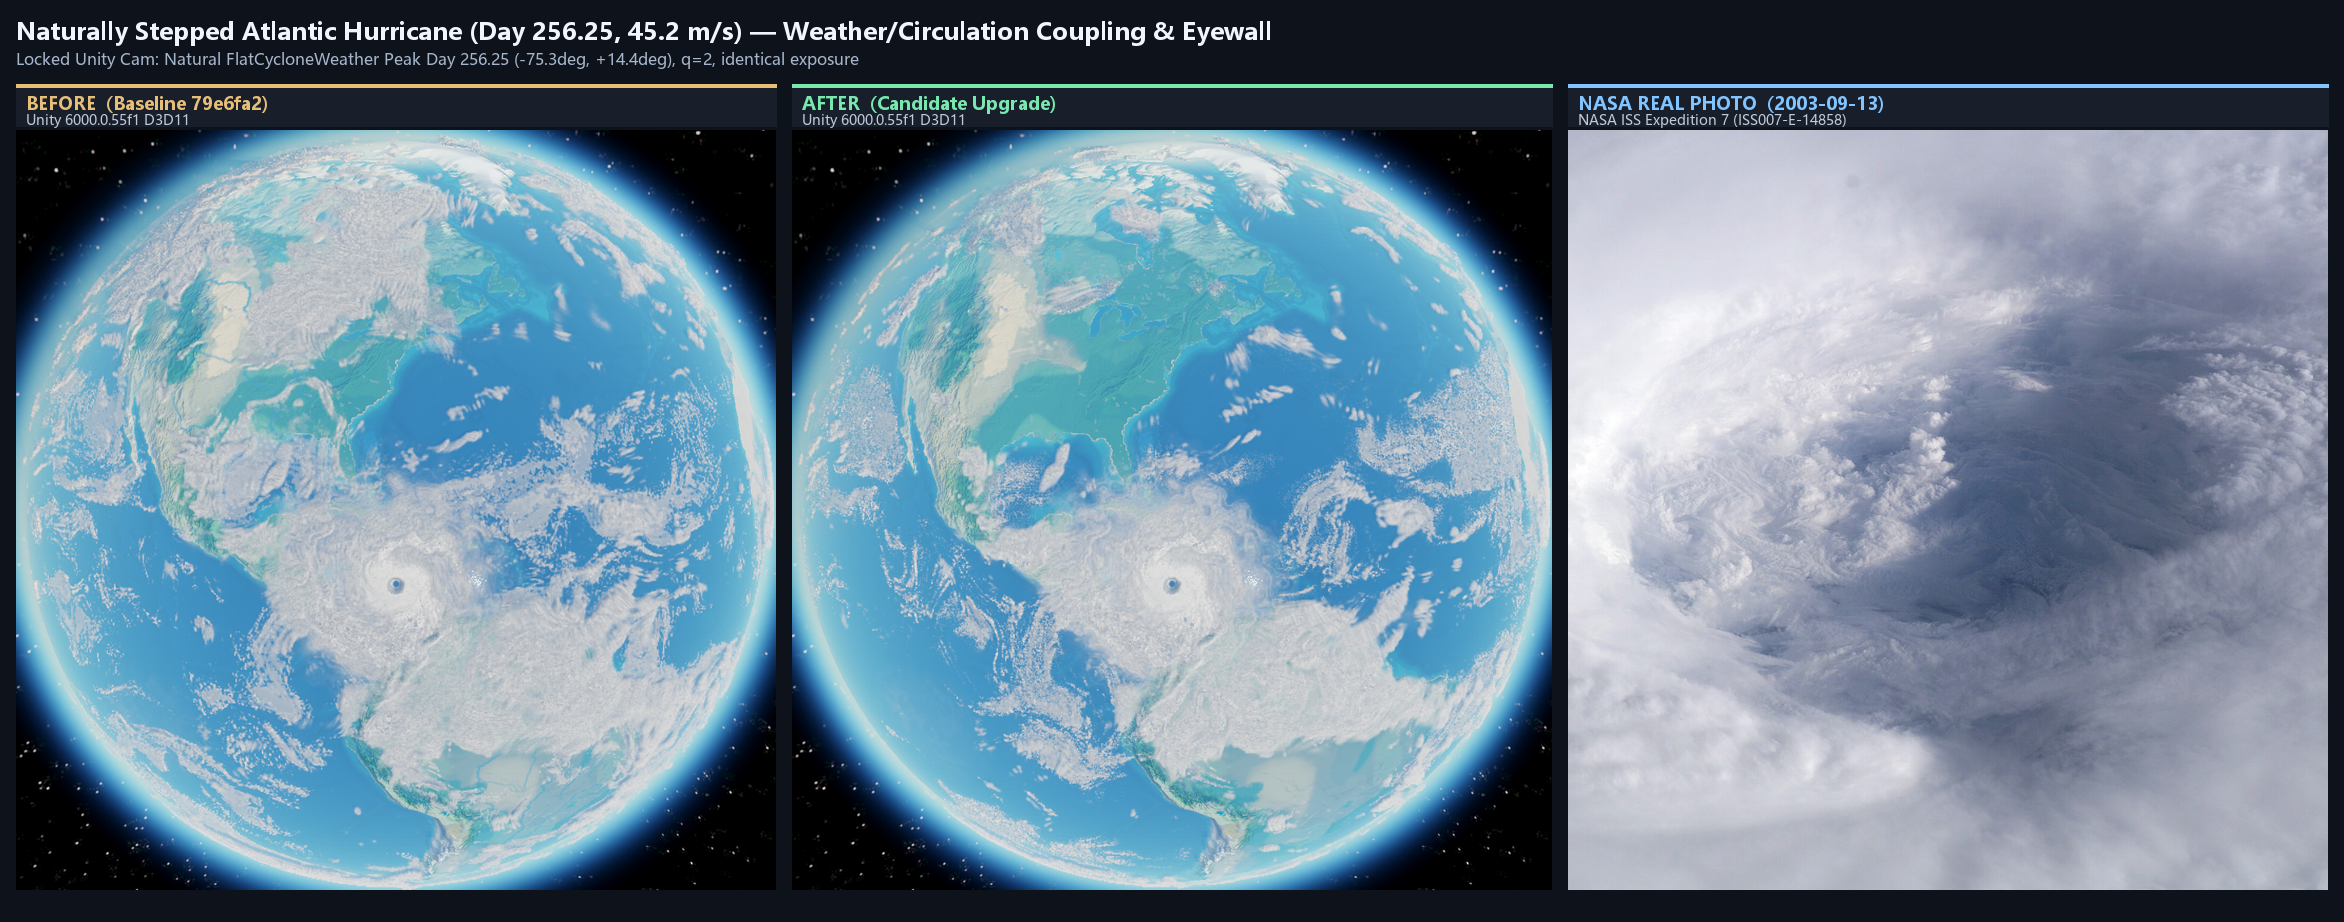 Naturally Stepped Atlantic Hurricane (Day 256.25, 45.2 m/s) — Weather/Circulation Coupling & Eyewall
Locked Unity Cam: Natural FlatCycloneWeather Peak Day 256.25 (-75.3deg, +14.4deg), q=2, identical exposure
BEFORE (Baseline 79e6fa2)
Unity 6000.0.55f1 D3D11
AFTER (Candidate Upgrade)
Unity 6000.0.55f1 D3D11
NASA REAL PHOTO (2003-09-13)
NASA ISS Expedition 7 (ISS007-E-14858)